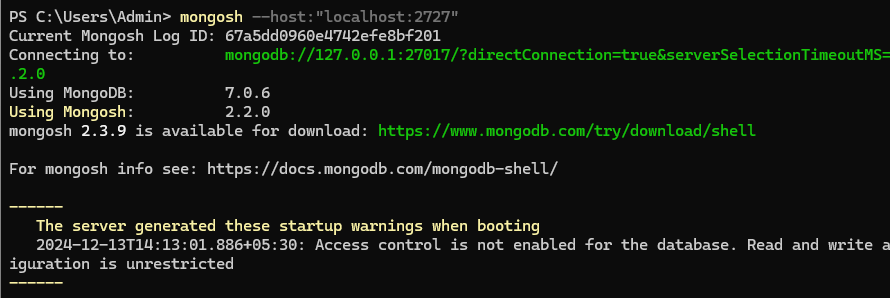 PS C:\Users\Admin> mongosh --host:"localhost:2727"
Current Mongosh Log ID: 67a5dd0960e4742efe8bf201
Connecting to:          mongodb://127.0.0.1:27017/?directConnection=true&serverSelectionTimeoutMS=
.2.0
Using MongoDB:          7.0.6
Using Mongosh:          2.2.0
mongosh 2.3.9 is available for download: https://www.mongodb.com/try/download/shell
For mongosh info see: https://docs.mongodb.com/mongodb-shell/
------
The server generated these startup warnings when booting
2024-12-13T14:13:01.886+05:30: Access control is not enabled for the database. Read and write a
iguration is unrestricted
------